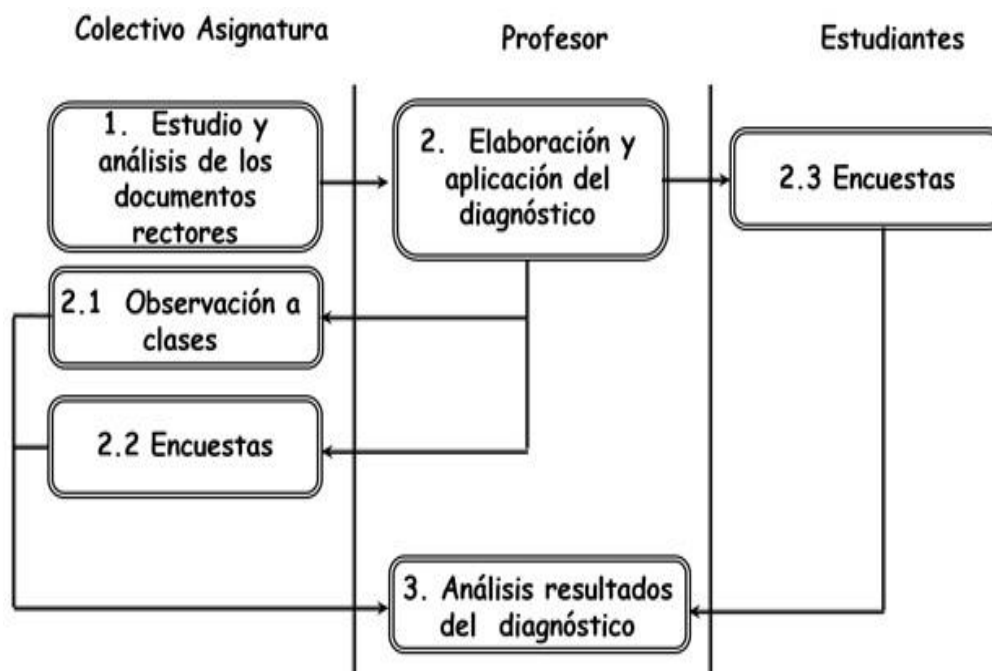 Colectivo Asignatura
Profesor
Estudiantes
1. Estudio y
análisis de los
documentos
rectores
2. Elaboración y
aplicación del
diagnóstico
2.3 Encuestas
2.1 Observación a
clases
2.2 Encuestas
3. Análisis resultados
del diagnóstico